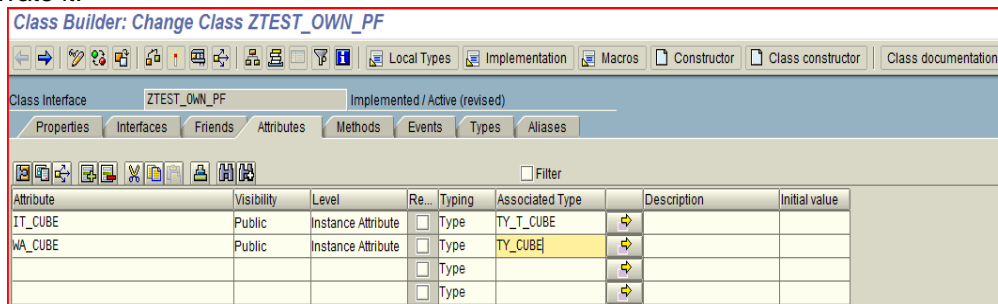 Class Builder: Change Class ZTEST_OWN_PF
Local Types Implementation Macros Constructor Class constructor Class documentation
Class Interface ZTEST_OWN_PF Implemented / Active (revised)
Properties Interfaces Friends Attributes Methods Events Types Aliases
Filter
Attribute Visibility Level Re... Typing Associated Type Description Initial value
IT_CUBE Public Instance Attribute Type TY_T_CUBE
WA_CUBE Public Instance Attribute Type TY_CUBE
Type
Type